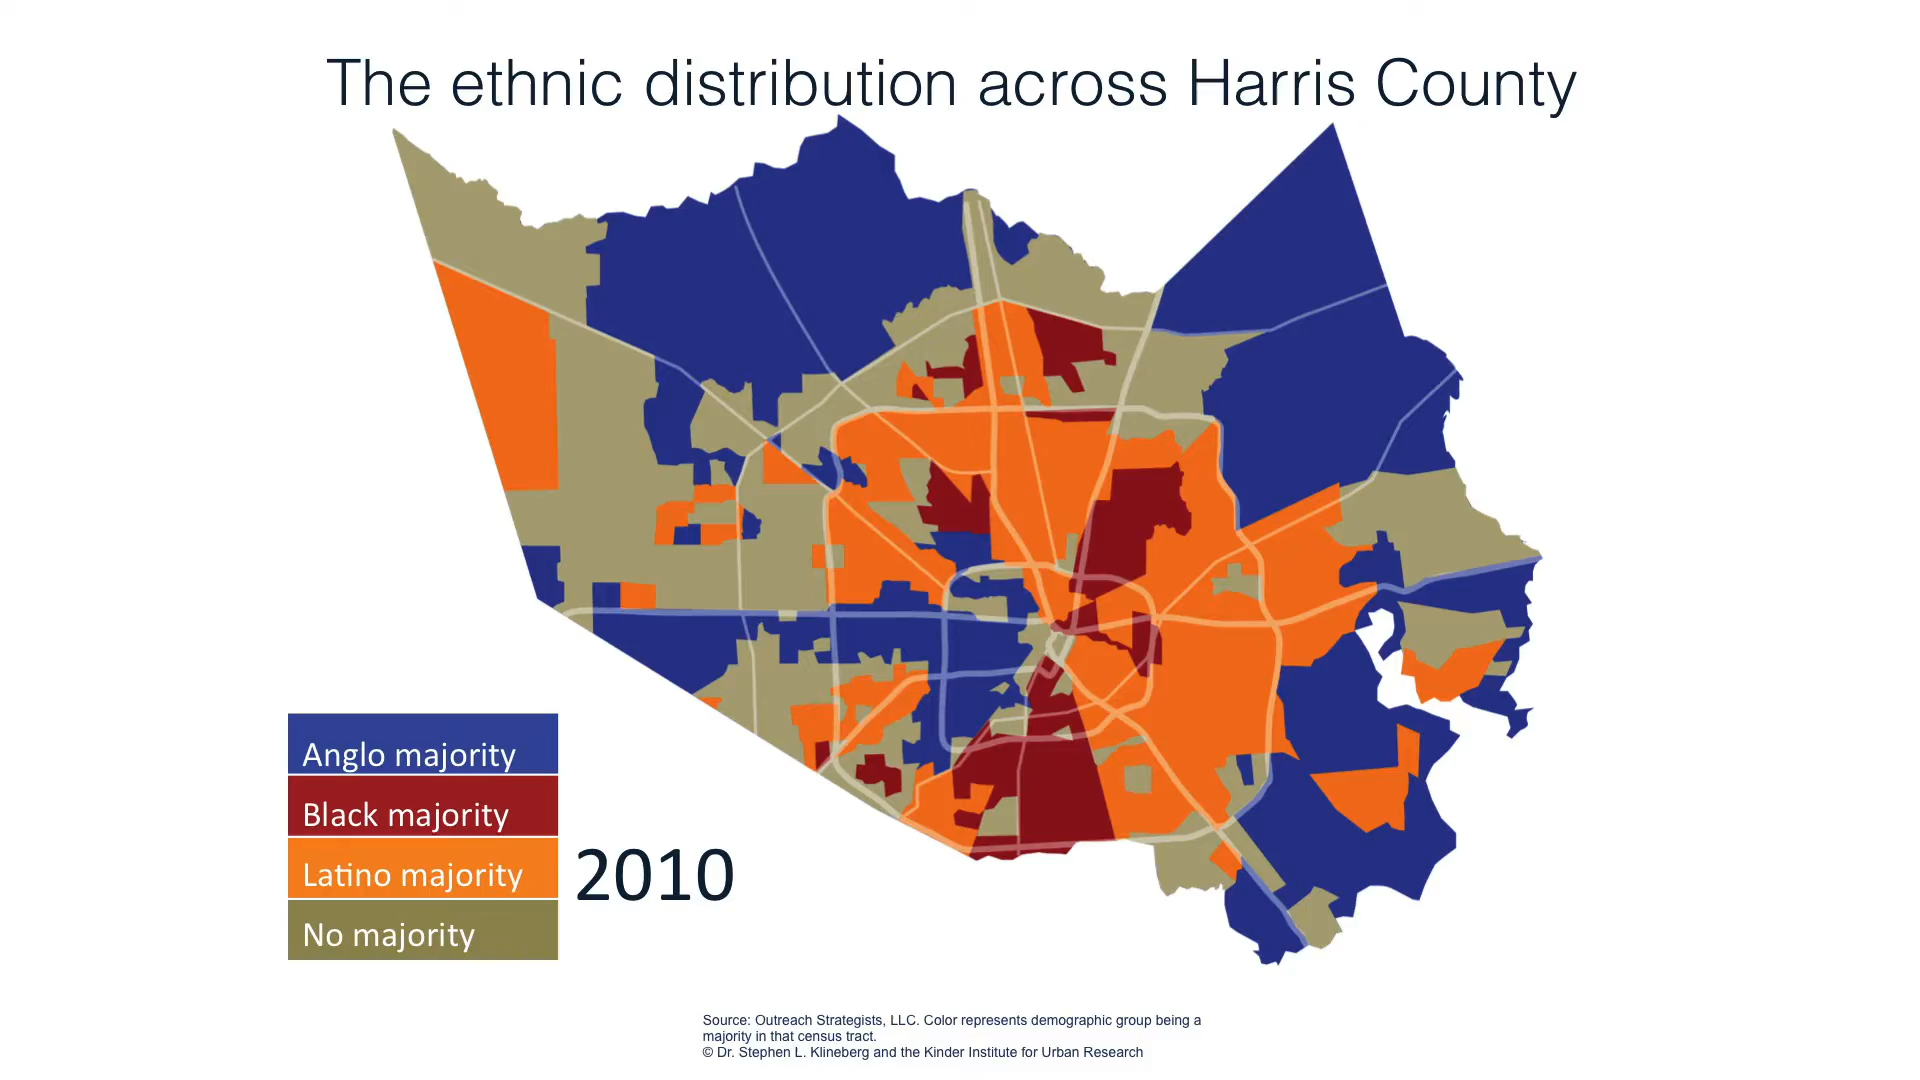 The ethnic distribution across Harris County
Anglo majority
Black majority
Latino majority
No majority
2010
Source: Outreach Strategists, LLC. Color represents demographic group being a
majority in that census tract.
© Dr. Stephen L. Klineberg and the Kinder Institute for Urban Research